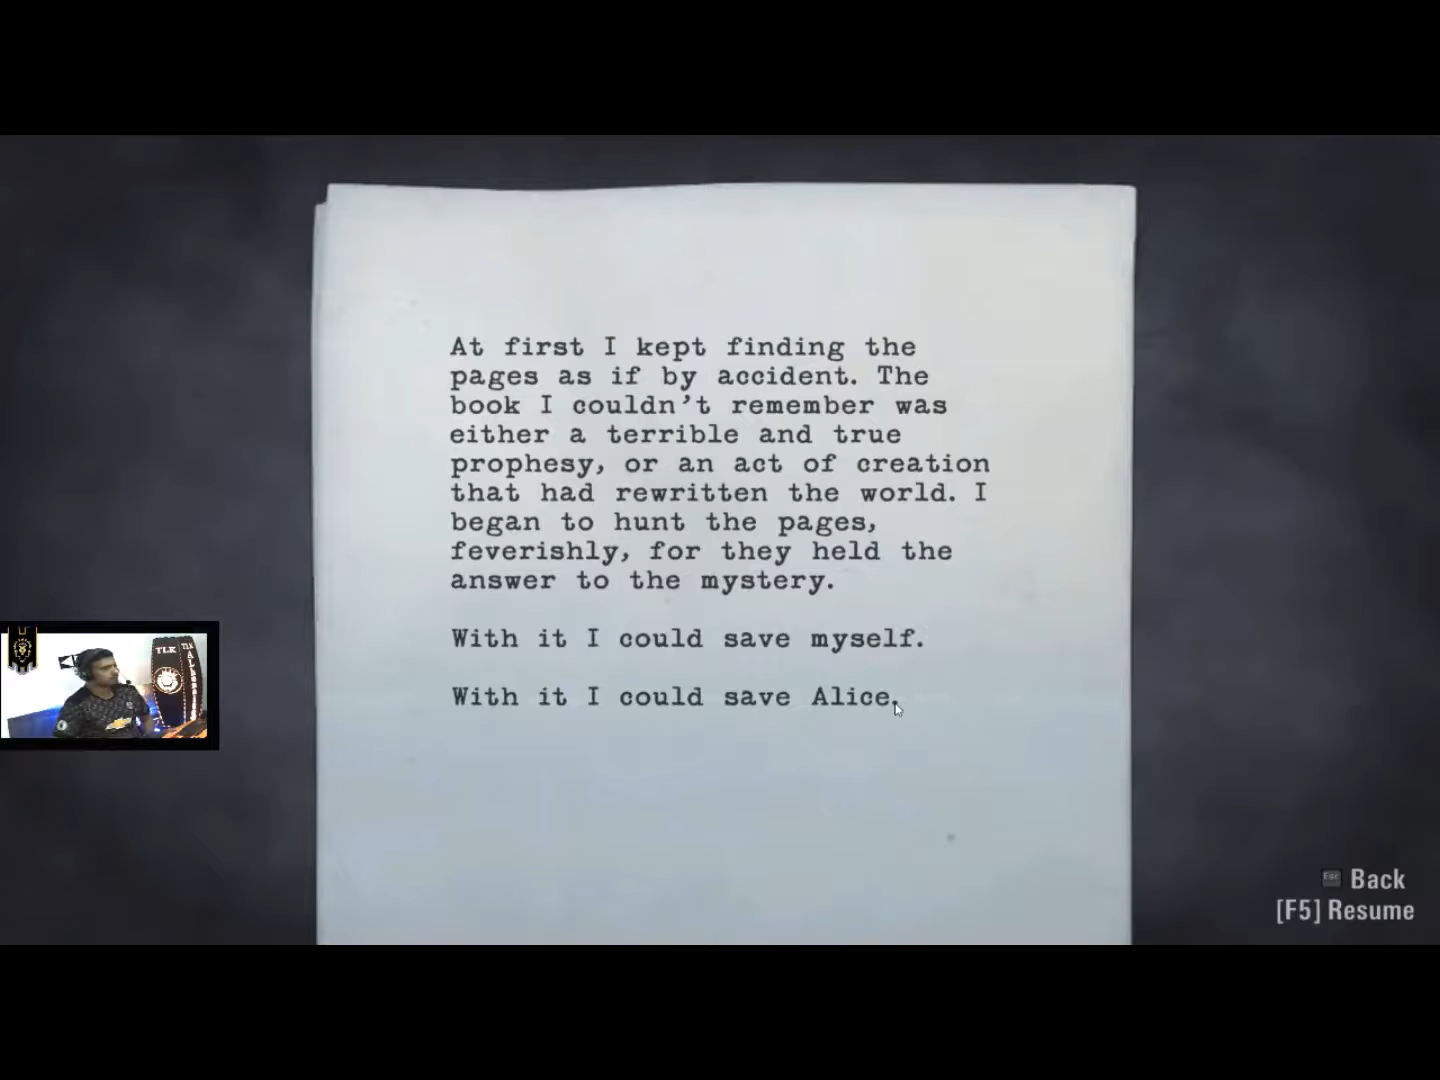 At first I kept finding the
pages as if by accident. The
book I couldn't remember was
either a terrible and true
prophesy, or an act of creation
that had rewritten the world. I
began to hunt the pages,
feverishly, for they held the
answer to the mystery.
With it I could save myself.
With it I could save Alice.
TLK
TLK
Esc Back
[F5] Resume